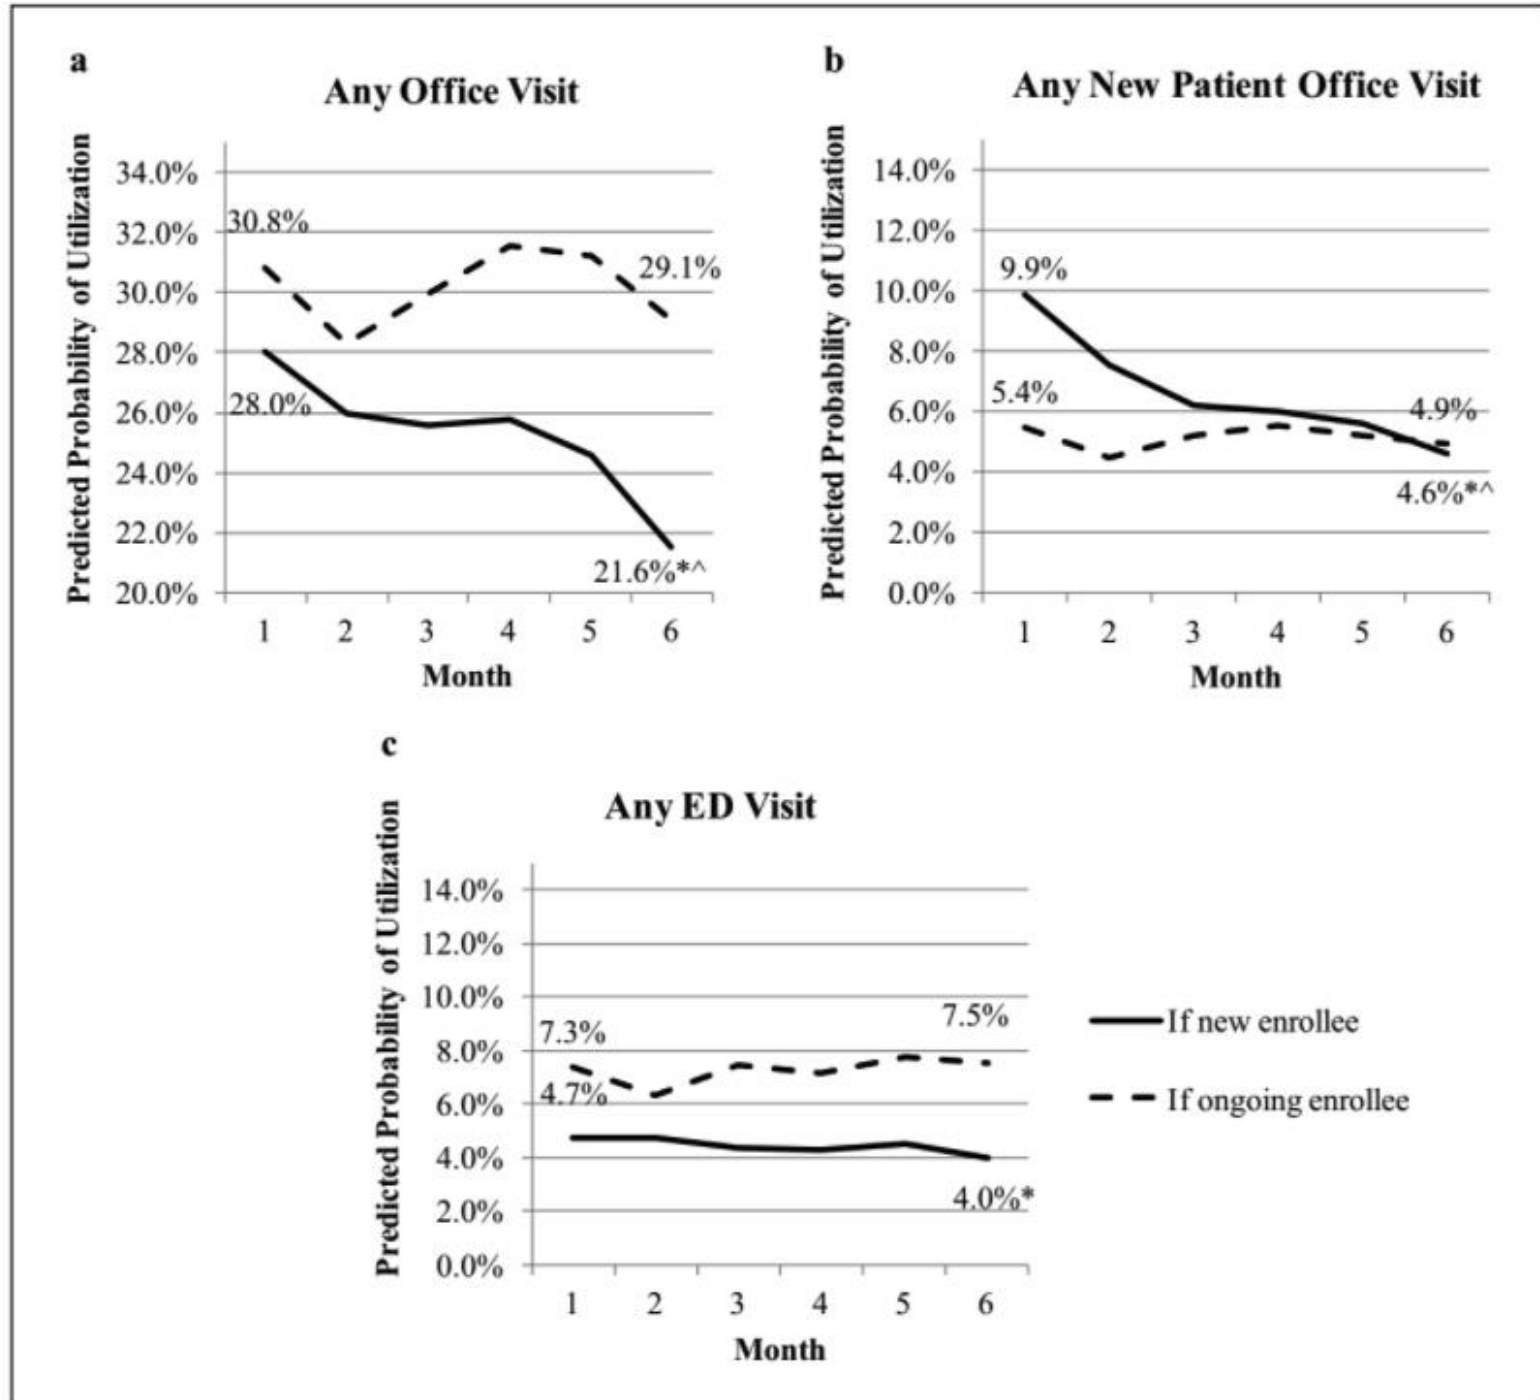 a
Any Office Visit
Predicted Probability of Utilization
34.0%
32.0%
30.0%
28.0%
26.0%
24.0%
22.0%
20.0%
30.8%
29.1%
28.0%
21.6%*^
1 2 3 4 5 6
Month
b
Any New Patient Office Visit
Predicted Probability of Utilization
14.0%
12.0%
10.0%
8.0%
6.0%
4.0%
2.0%
0.0%
9.9%
5.4%
4.9%
4.6%*^
1 2 3 4 5 6
Month
c
Any ED Visit
Predicted Probability of Utilization
14.0%
12.0%
10.0%
8.0%
6.0%
4.0%
2.0%
0.0%
7.3%
7.5%
4.7%
4.0%*
1 2 3 4 5 6
Month
If new enrollee
If ongoing enrollee